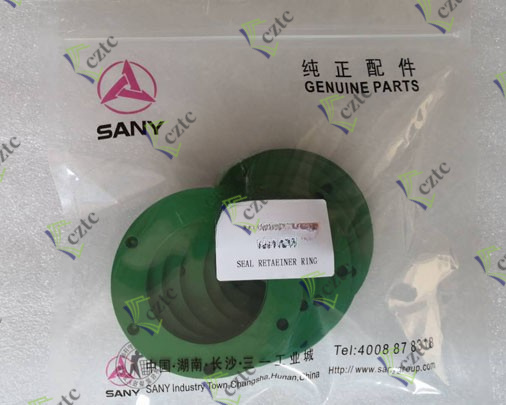 纯正配件
GENUINE PARTS
SANY
SEAL RETAEINER RING
中国·湖南·长沙·三一工业城
SANY Industry Town,Changsha,Hunan,China
Tel:4008 87 8318
Http://www.sanygroup.com
SANY
cztc